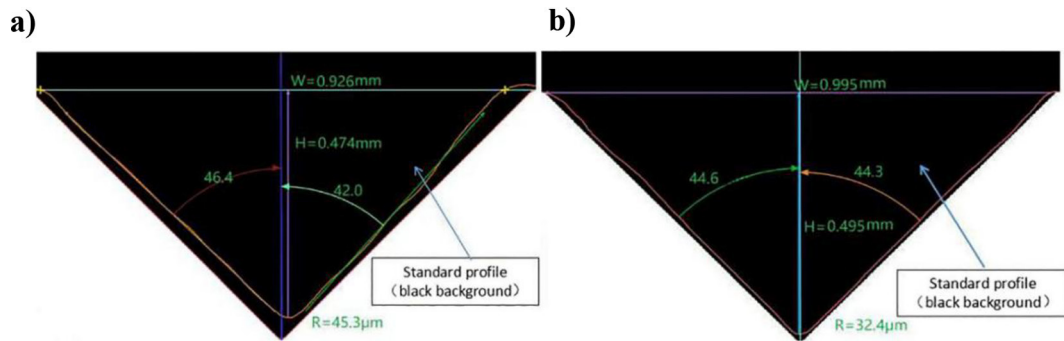 a)
W=0.926mm
H=0.474mm
46.4
42.0
Standard profile
(black background）
R=45.3μm
b)
W=0.995mm
44.6
44.3
H=0.495mm
Standard profile
（black background）
R=32.4μm